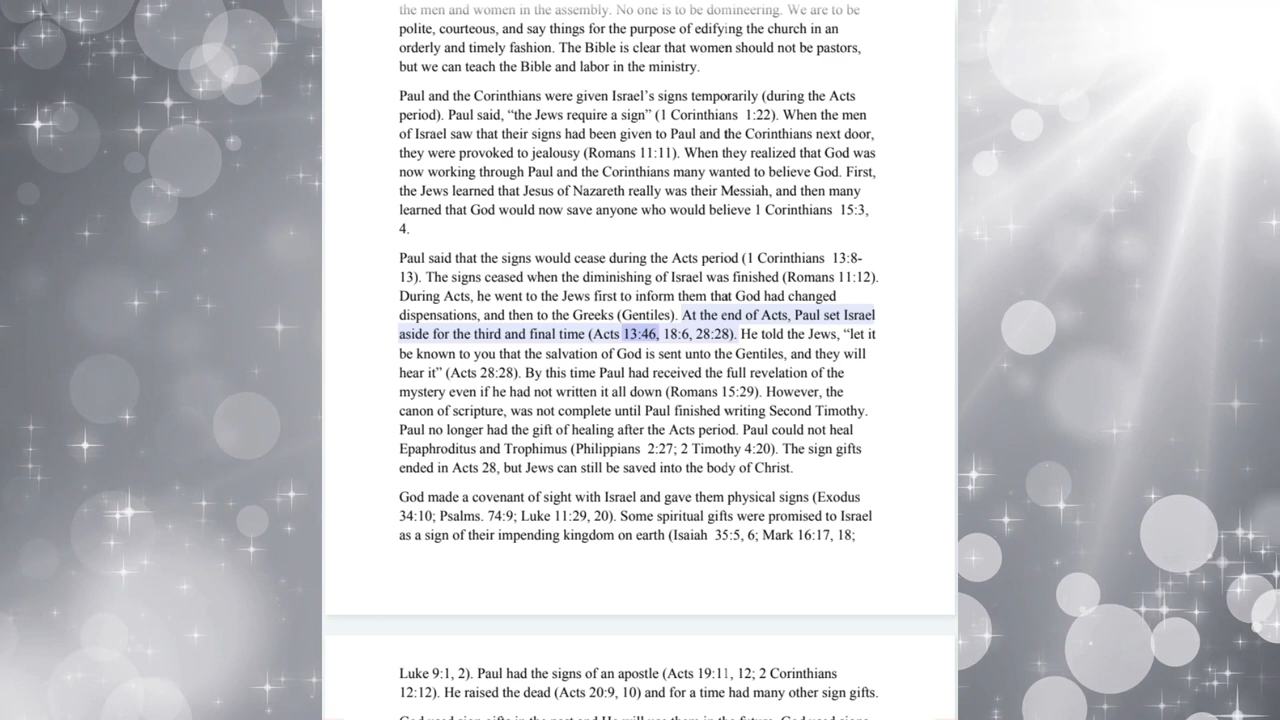 the men and women in the assembly. No one is to be domineering. We are to be
polite, courteous, and say things for the purpose of edifying the church in an
orderly and timely fashion. The Bible is clear that women should not be pastors,
but we can teach the Bible and labor in the ministry.
Paul and the Corinthians were given Israel’s signs temporarily (during the Acts
period). Paul said, “the Jews require a sign” (1 Corinthians  1:22). When the men
of Israel saw that their signs had been given to Paul and the Corinthians next door,
they were provoked to jealousy (Romans 11:11). When they realized that God was
now working through Paul and the Corinthians many wanted to believe God. First,
the Jews learned that Jesus of Nazareth really was their Messiah, and then many
learned that God would now save anyone who would believe 1 Corinthians  15:3,
4.
Paul said that the signs would cease during the Acts period (1 Corinthians  13:8-
13). The signs ceased when the diminishing of Israel was finished (Romans 11:12).
During Acts, he went to the Jews first to inform them that God had changed
dispensations, and then to the Greeks (Gentiles). At the end of Acts, Paul set Israel
aside for the third and final time (Acts 13:46, 18:6, 28:28). He told the Jews, “let it
be known to you that the salvation of God is sent unto the Gentiles, and they will
hear it” (Acts 28:28). By this time Paul had received the full revelation of the
mystery even if he had not written it all down (Romans 15:29). However, the
canon of scripture, was not complete until Paul finished writing Second Timothy.
Paul no longer had the gift of healing after the Acts period. Paul could not heal
Epaphroditus and Trophimus (Philippians  2:27; 2 Timothy 4:20). The sign gifts
ended in Acts 28, but Jews can still be saved into the body of Christ.
God made a covenant of sight with Israel and gave them physical signs (Exodus
34:10; Psalms. 74:9; Luke 11:29, 20). Some spiritual gifts were promised to Israel
as a sign of their impending kingdom on earth (Isaiah  35:5, 6; Mark 16:17, 18;
Luke 9:1, 2). Paul had the signs of an apostle (Acts 19:11, 12; 2 Corinthians
12:12). He raised the dead (Acts 20:9, 10) and for a time had many other sign gifts.